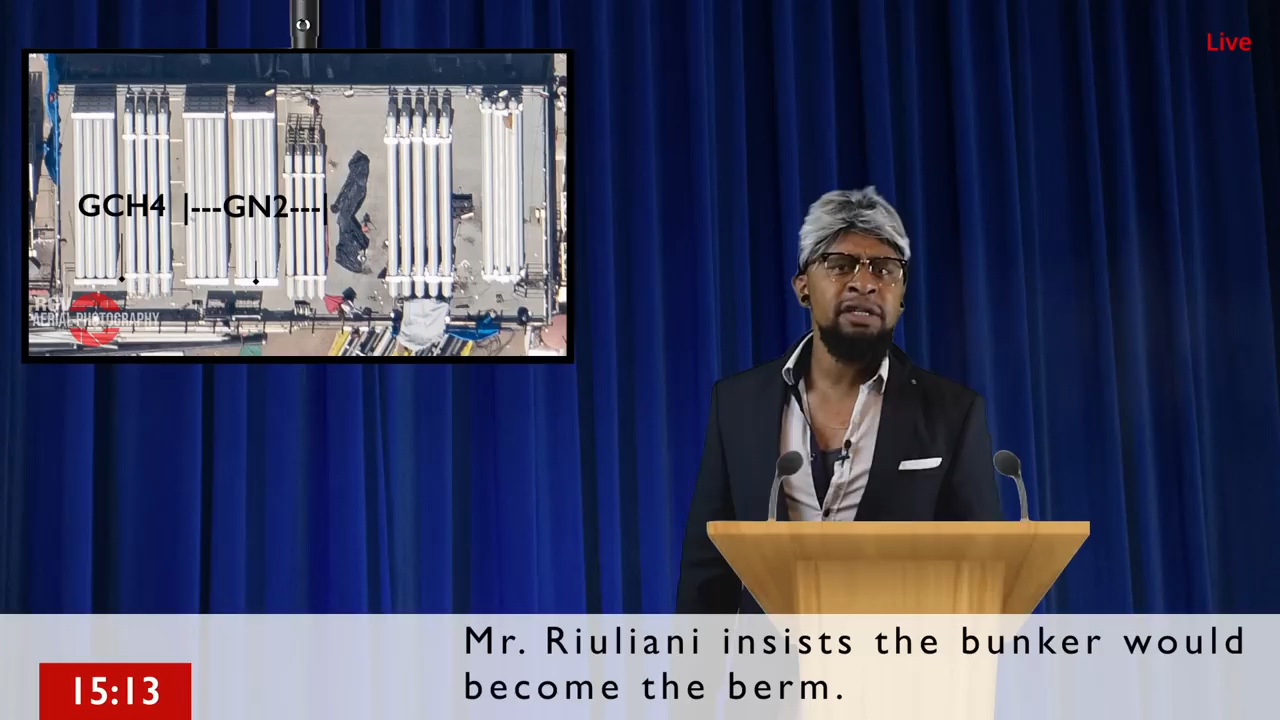 Live
GCH4 |---GN2---|
RGV
AERIAL PHOTOGRAPHY
Mr. Riuliani insists the bunker would
become the berm.
15:13